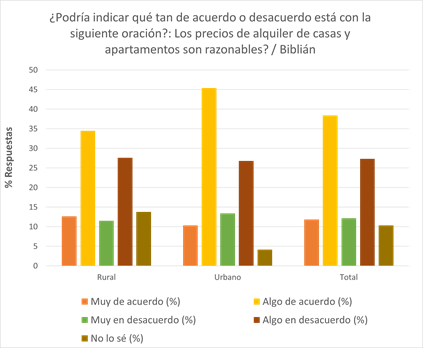 ¿Podría indicar qué tan de acuerdo o desacuerdo está con la
siguiente oración?: Los precios de alquiler de casas y
apartamentos son razonables? / Biblián
% Respuestas
50
45
40
35
30
25
20
15
10
5
0
Rural Urbano Total
Muy de acuerdo (%) Algo de acuerdo (%)
Muy en desacuerdo (%) Algo en desacuerdo (%)
No lo sé (%)